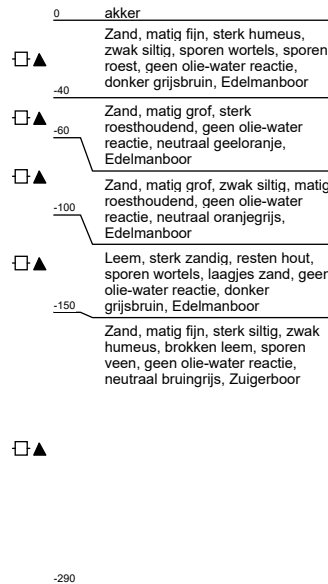 0 akker
Zand, matig fijn, sterk humeus,
zwak siltig, sporen wortels, sporen
roest, geen olie-water reactie,
donker grijsbruin, Edelmanboor
-40
Zand, matig grof, sterk
roesthoudend, geen olie-water
reactie, neutraal geeloranje,
Edelmanboor
-60
Zand, matig grof, zwak siltig, matig
roesthoudend, geen olie-water
reactie, neutraal oranjegrijs,
Edelmanboor
-100
Leem, sterk zandig, resten hout,
sporen wortels, laagjes zand, geen
olie-water reactie, donker
grijsbruin, Edelmanboor
-150
Zand, matig fijn, sterk siltig, zwak
humeus, brokken leem, sporen
veen, geen olie-water reactie,
neutraal bruingrijs, Zuigerboor
-290